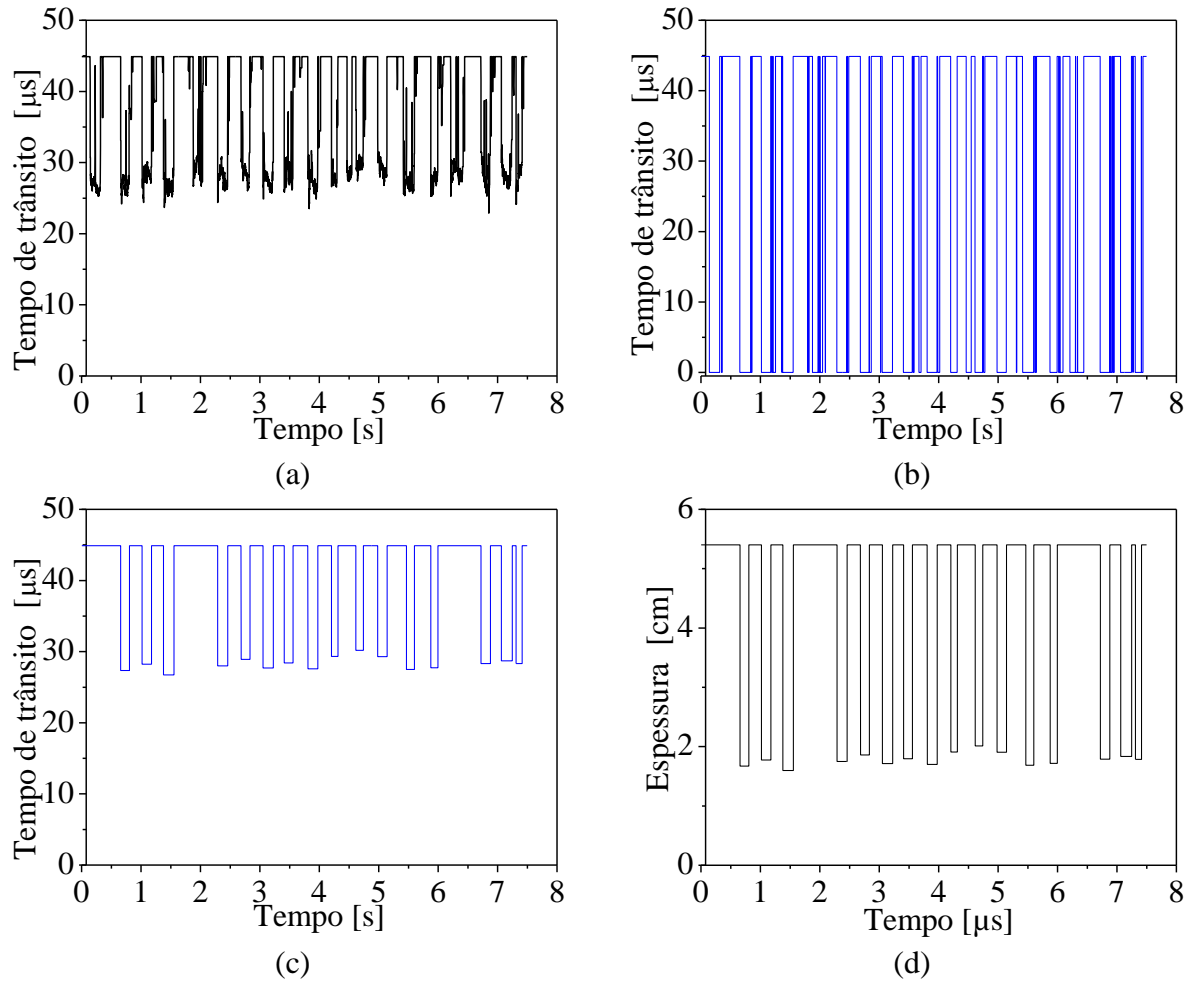 50
40
30
20
10
0
Tempo de trânsito [µs]
0 1 2 3 4 5 6 7 8
Tempo [s]
(a)
50
40
30
20
10
0
Tempo de trânsito [µs]
0 1 2 3 4 5 6 7 8
Tempo [s]
(b)
50
40
30
20
10
0
Tempo de trânsito [µs]
0 1 2 3 4 5 6 7 8
Tempo [s]
(c)
6
4
2
0
Espessura [cm]
0 1 2 3 4 5 6 7 8
Tempo [µs]
(d)